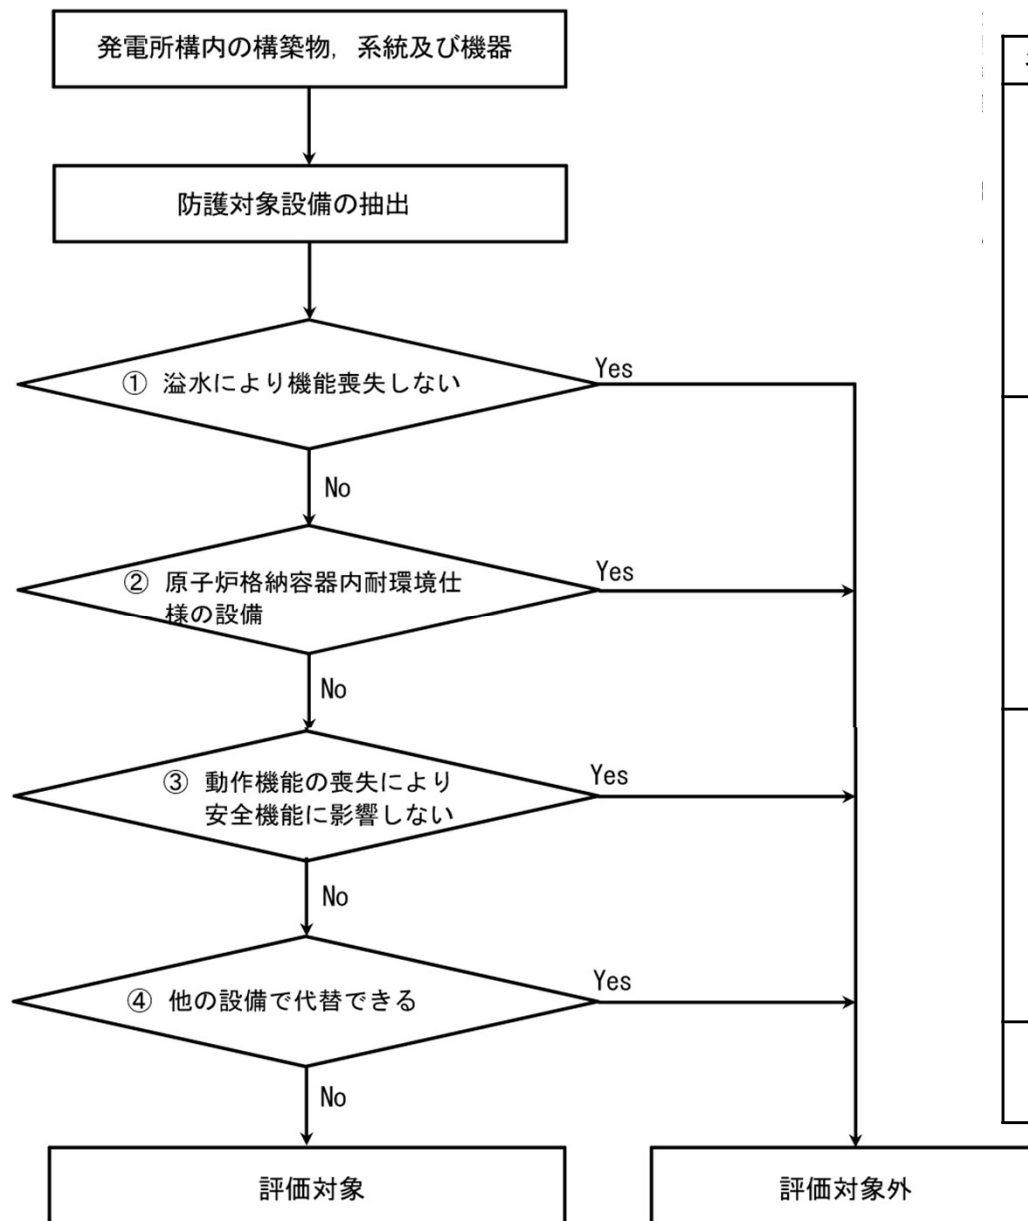 発電所構内の構築物，系統及び機器
防護対象設備の抽出
① 溢水により機能喪失しない
Yes
No
② 原子炉格納容器内耐環境仕
様の設備
Yes
No
③ 動作機能の喪失により
安全機能に影響しない
Yes
No
④ 他の設備で代替できる
Yes
No
評価対象
評価対象外